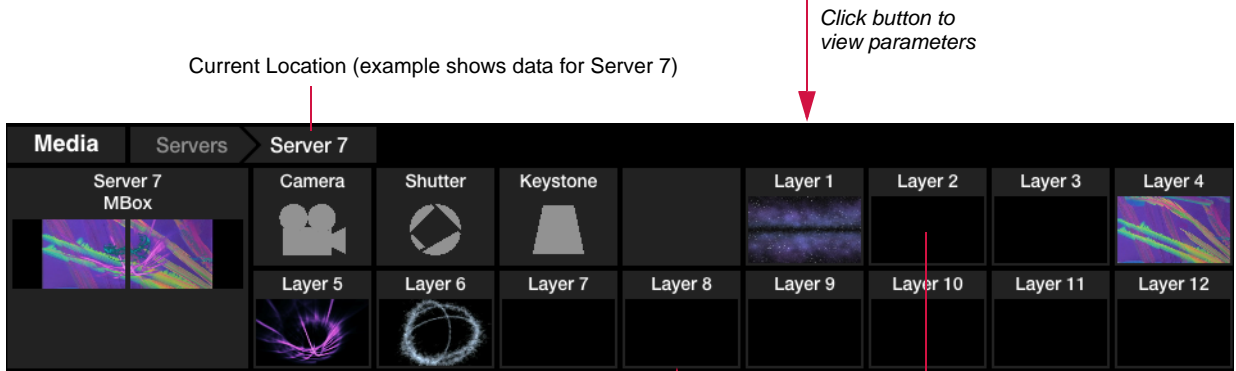 Click button to
view parameters
Current Location (example shows data for Server 7)
Media Servers Server 7
Server 7
MBox
Camera Shutter Keystone Layer 1 Layer 2 Layer 3 Layer 4
Layer 5 Layer 6 Layer 7 Layer 8 Layer 9 Layer 10 Layer 11 Layer 12